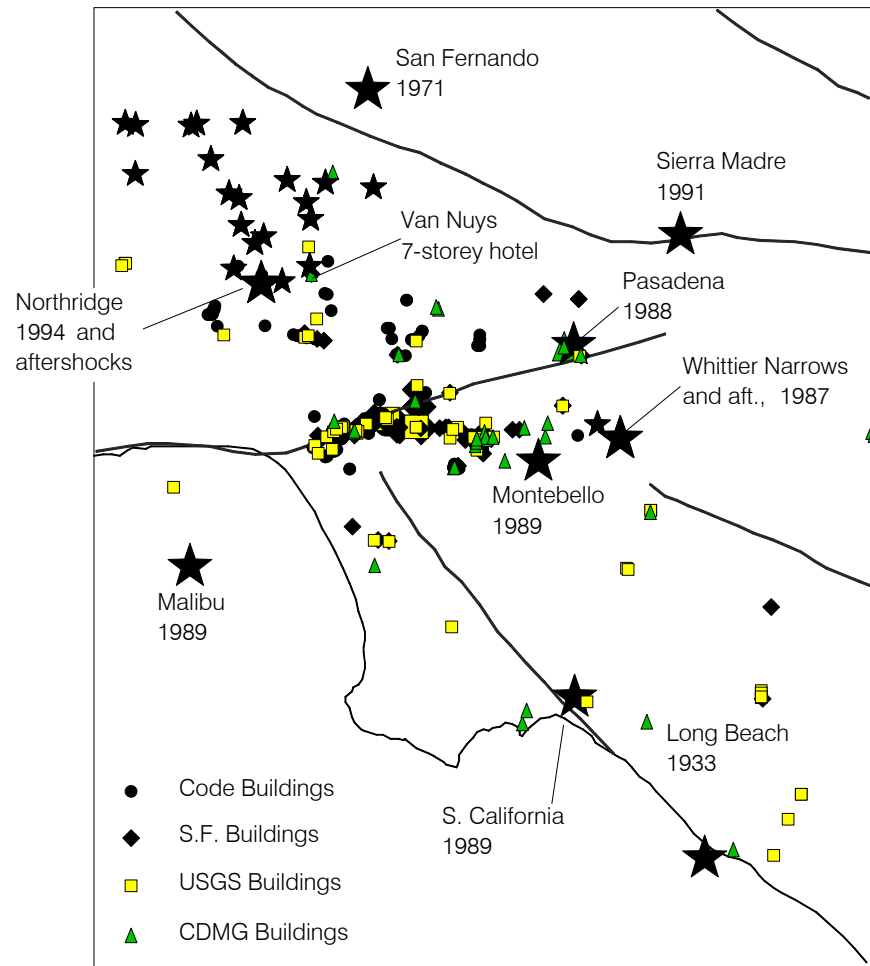 San Fernando
1971
Sierra Madre
1991
Van Nuys
7-storey hotel
Pasadena
1988
Northridge
1994 and
aftershocks
Whittier Narrows
and aft., 1987
Montebello
1989
Malibu
1989
Long Beach
1933
S. California
1989
Code Buildings
S.F. Buildings
USGS Buildings
CDMG Buildings